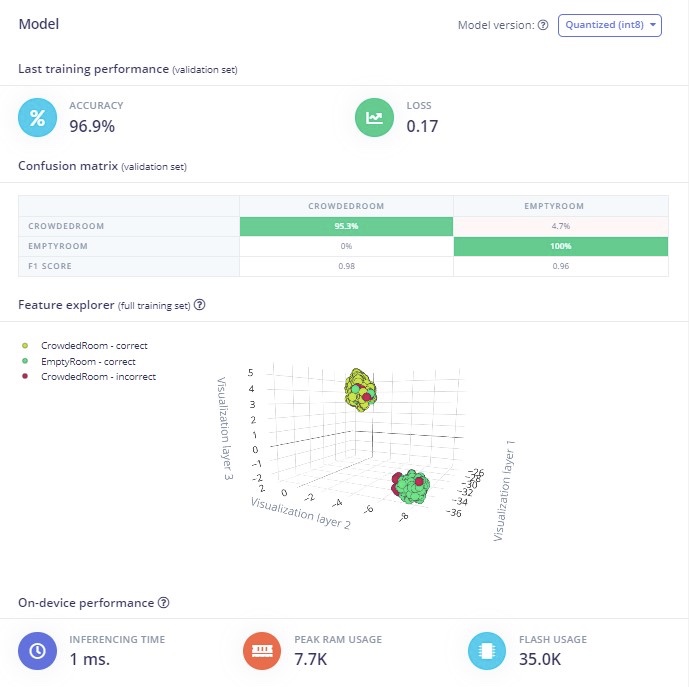 Model
Model version: Quantized (int8)
Last training performance (validation set)
% ACCURACY
96.9%
LOSS
0.17
Confusion matrix (validation set)
CROWDEDROOM EMPTYROOM
CROWDEDROOM 95.3% 4.7%
EMPTYROOM 0% 100%
F1 SCORE 0.98 0.96
Feature explorer (full training set) ?
CrowdedRoom - correct
EmptyRoom - correct
CrowdedRoom - incorrect
Visualization layer 3
5
4
3
2
1
0
−1
−2
2
0
−2
−4
−6
−8
Visualization layer 2
−26
−28
−30
−32
−34
−36
Visualization layer 1
On-device performance ?
INFERENCING TIME
1 ms.
PEAK RAM USAGE
7.7K
FLASH USAGE
35.0K